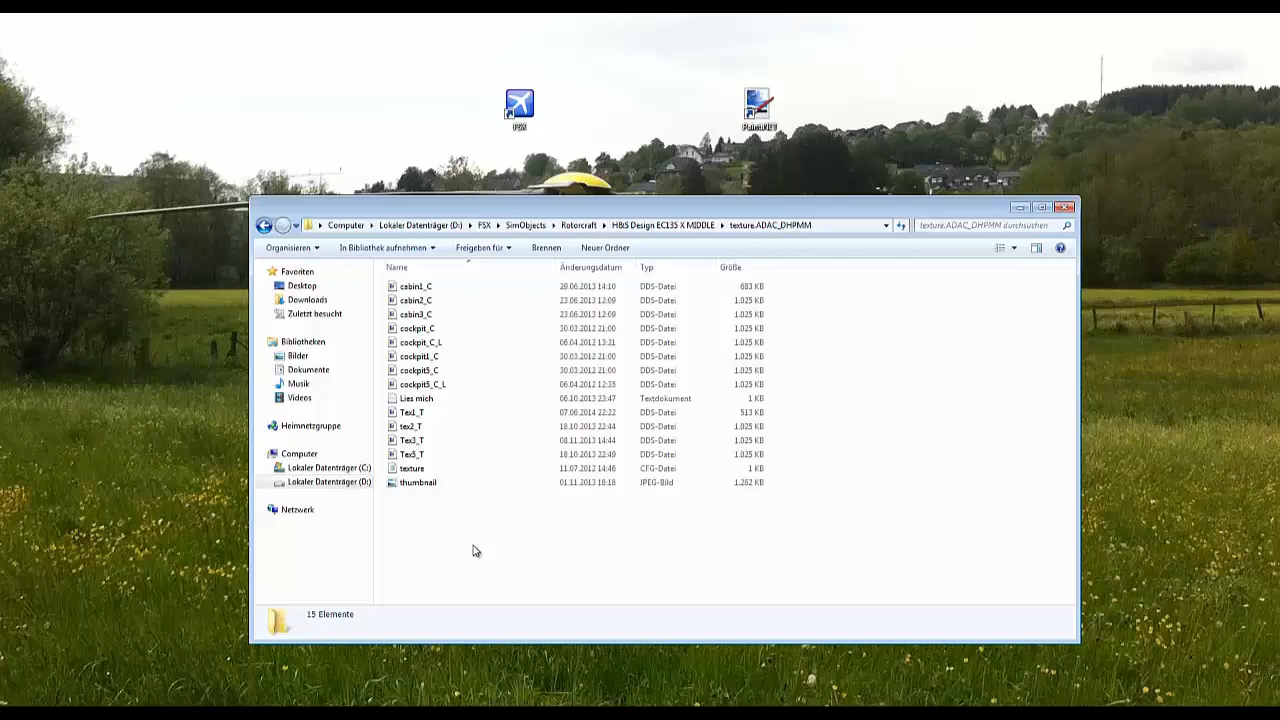 FSX
Paint.NET
Computer ▸ Lokaler Datenträger (D:) ▸ FSX ▸ SimObjects ▸ Rotorcraft ▸ H&S Design EC135 X MIDDLE ▸ texture.ADAC_DHPMM
texture.ADAC_DHPMM durchsuchen
Organisieren In Bibliothek aufnehmen Freigeben für Brennen Neuer Ordner
Name Änderungsdatum Typ Größe
Favoriten
Desktop
Downloads
Zuletzt besucht
Bibliotheken
Bilder
Dokumente
Musik
Videos
Heimnetzgruppe
Computer
Lokaler Datenträger (C:)
Lokaler Datenträger (D:)
Netzwerk
cabin1_C 29.06.2013 14:10 DDS-Datei 683 KB
cabin2_C 23.06.2013 12:09 DDS-Datei 1.025 KB
cabin3_C 23.06.2013 12:09 DDS-Datei 1.025 KB
cockpit_C 30.03.2012 21:00 DDS-Datei 1.025 KB
cockpit_C_L 06.04.2012 13:21 DDS-Datei 1.025 KB
cockpit1_C 30.03.2012 21:00 DDS-Datei 1.025 KB
cockpit5_C 30.03.2012 21:00 DDS-Datei 1.025 KB
cockpit5_C_L 06.04.2012 12:35 DDS-Datei 1.025 KB
Lies mich 06.10.2013 23:47 Textdokument 1 KB
Tex1_T 07.06.2014 22:22 DDS-Datei 513 KB
tex2_T 18.10.2013 22:44 DDS-Datei 1.025 KB
Tex3_T 08.11.2013 14:44 DDS-Datei 1.025 KB
Tex5_T 18.10.2013 22:49 DDS-Datei 1.025 KB
texture 11.07.2012 14:46 CFG-Datei 1 KB
thumbnail 01.11.2013 18:18 JPEG-Bild 1.262 KB
15 Elemente